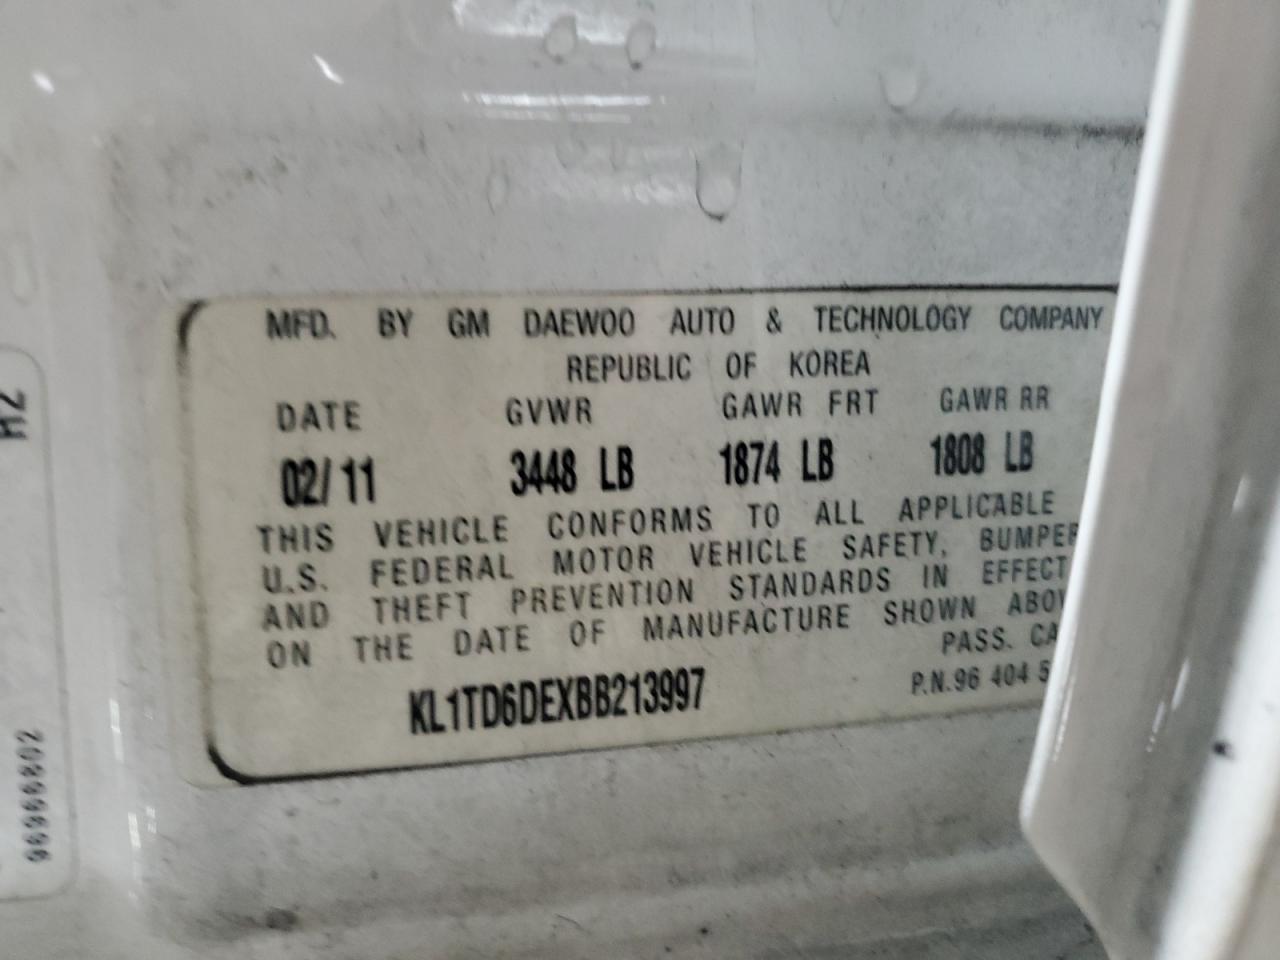 MFD. BY GM DAEWOO AUTO & TECHNOLOGY COMPANY
REPUBLIC OF KOREA
DATE GVWR GAWR FRT GAWR RR
02/11 3448 LB 1874 LB 1808 LB
THIS VEHICLE CONFORMS TO ALL APPLICABLE
U.S. FEDERAL MOTOR VEHICLE SAFETY, BUMPER
AND THEFT PREVENTION STANDARDS IN EFFECT
ON THE DATE OF MANUFACTURE SHOWN ABOV
PASS. CA
KL1TD6DEXBB213997
P.N.96 404 5